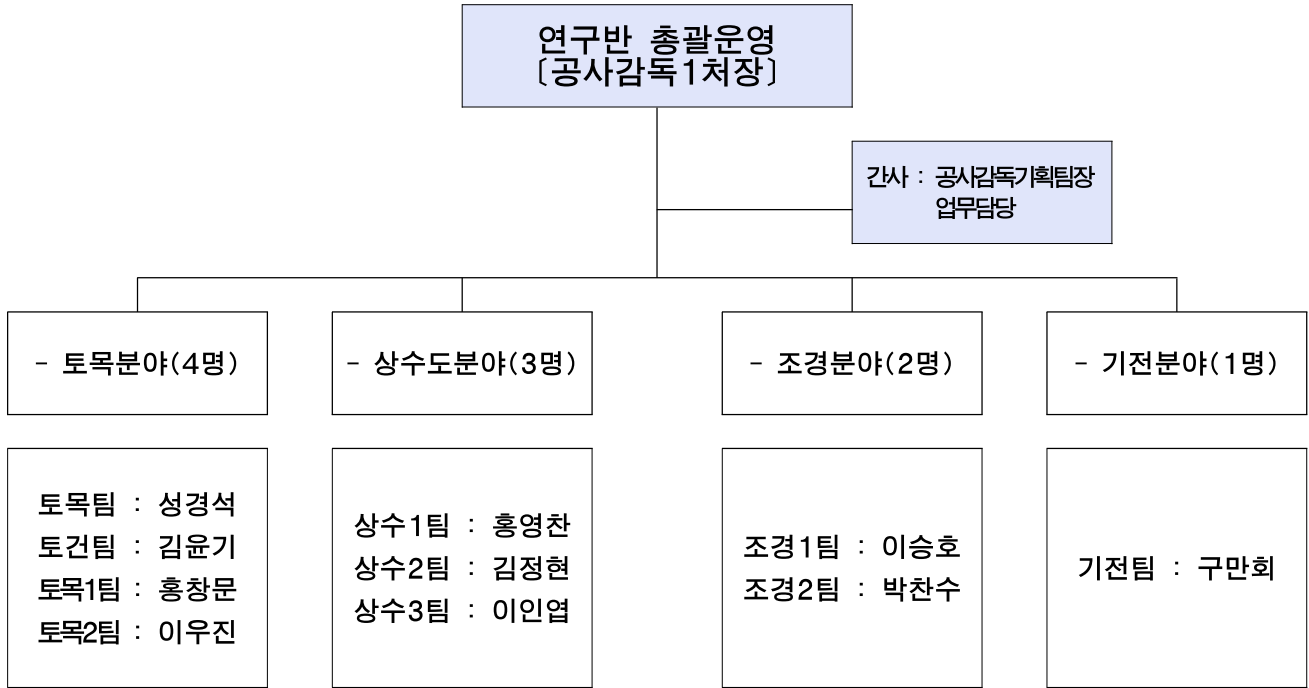 연구반 총괄운영
〔공사감독1처장〕
간사 : 공사감독기획팀장
업무담당
- 토목분야(4명)
- 상수도분야(3명)
- 조경분야(2명)
- 기전분야(1명)
토목팀 : 성경석
토건팀 : 김윤기
토목1팀 : 홍창문
토목2팀 : 이우진
상수1팀 : 홍영찬
상수2팀 : 김정현
상수3팀 : 이인엽
조경1팀 : 이승호
조경2팀 : 박찬수
기전팀 : 구만회